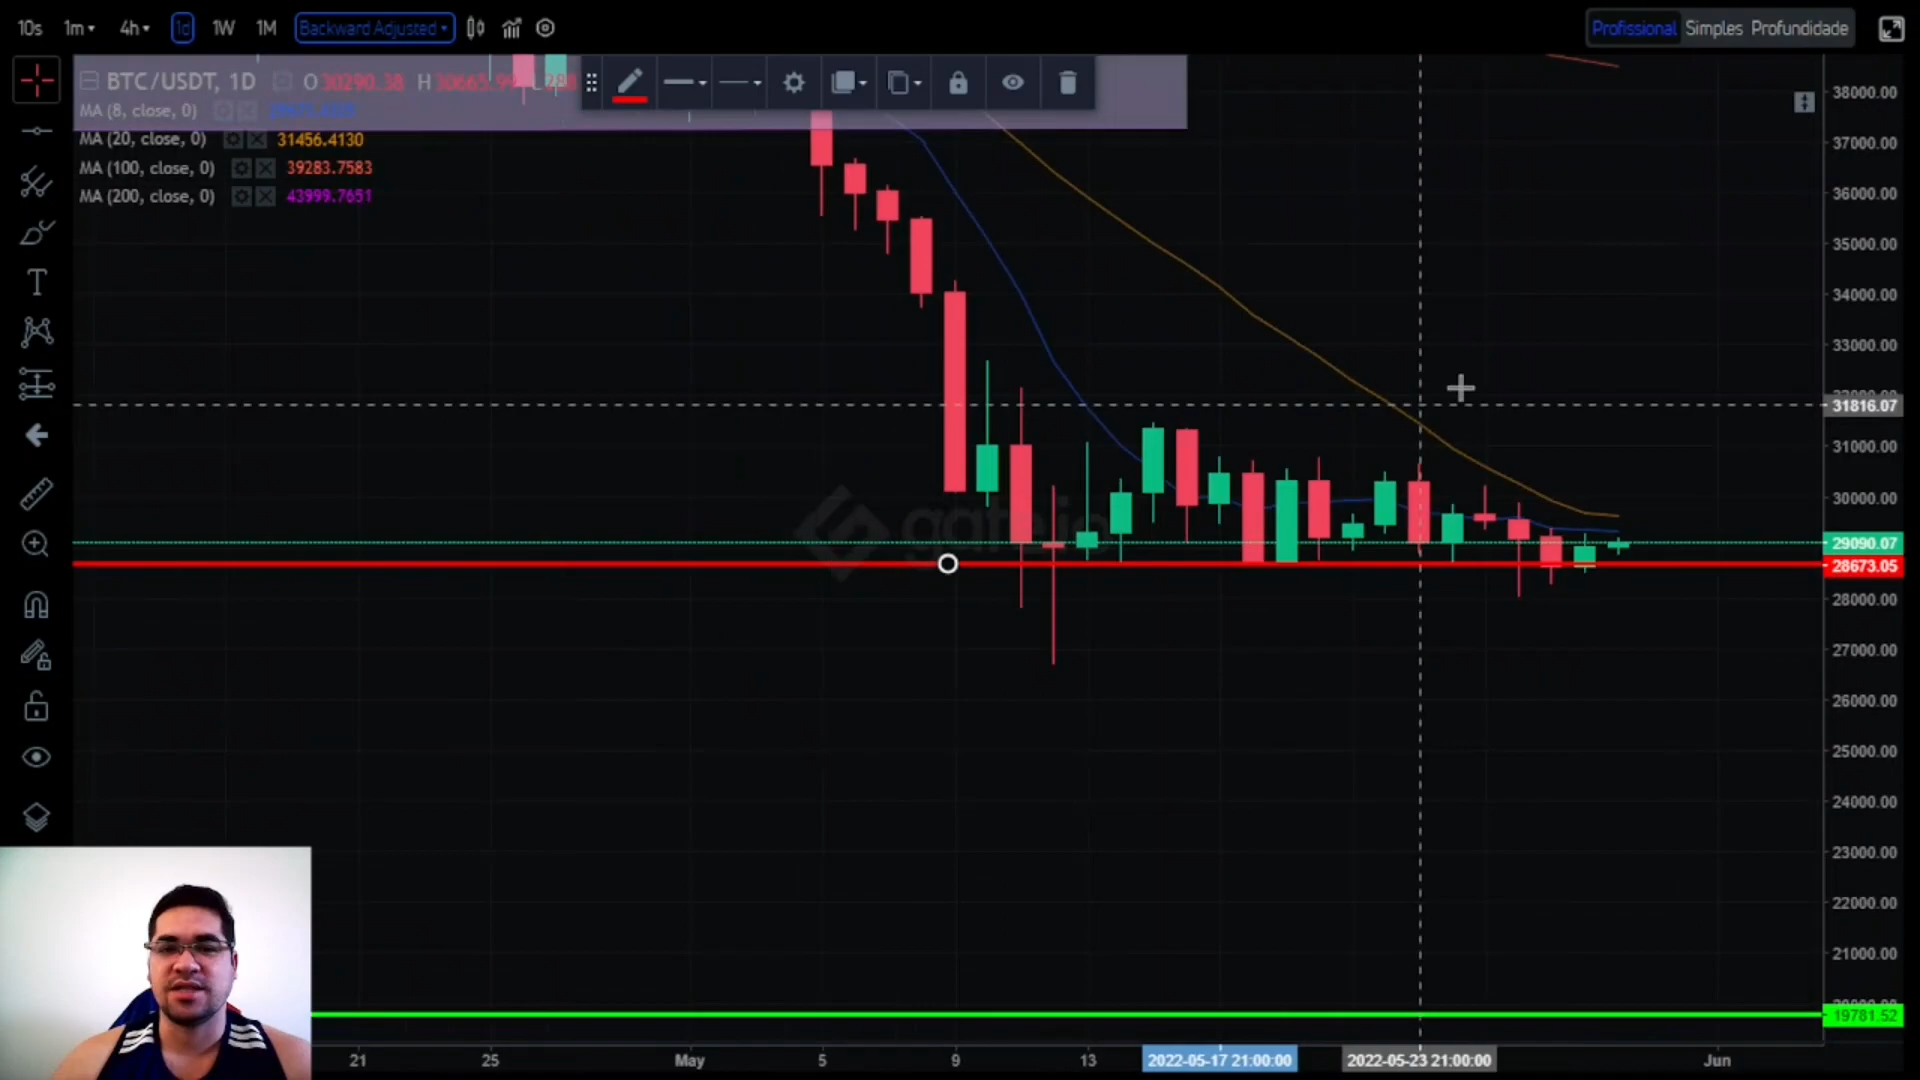 10s 1m 4h 1d 1W 1M Backward Adjusted Profissional Simples Profundidade
BTC/USDT, 1D O30290.38 H30665.99
MA (8, close, 0)
MA (20, close, 0) 31456.4130
MA (100, close, 0) 39283.7583
MA (200, close, 0) 43999.7651
T
38000.00
37000.00
36000.00
35000.00
34000.00
33000.00
31816.07
31000.00
30000.00
29090.07
28673.05
28000.00
27000.00
26000.00
25000.00
24000.00
23000.00
22000.00
21000.00
19781.52
gate.io
21 25 May 5 9 13 2022-05-17 21:00:00 2022-05-23 21:00:00 Jun